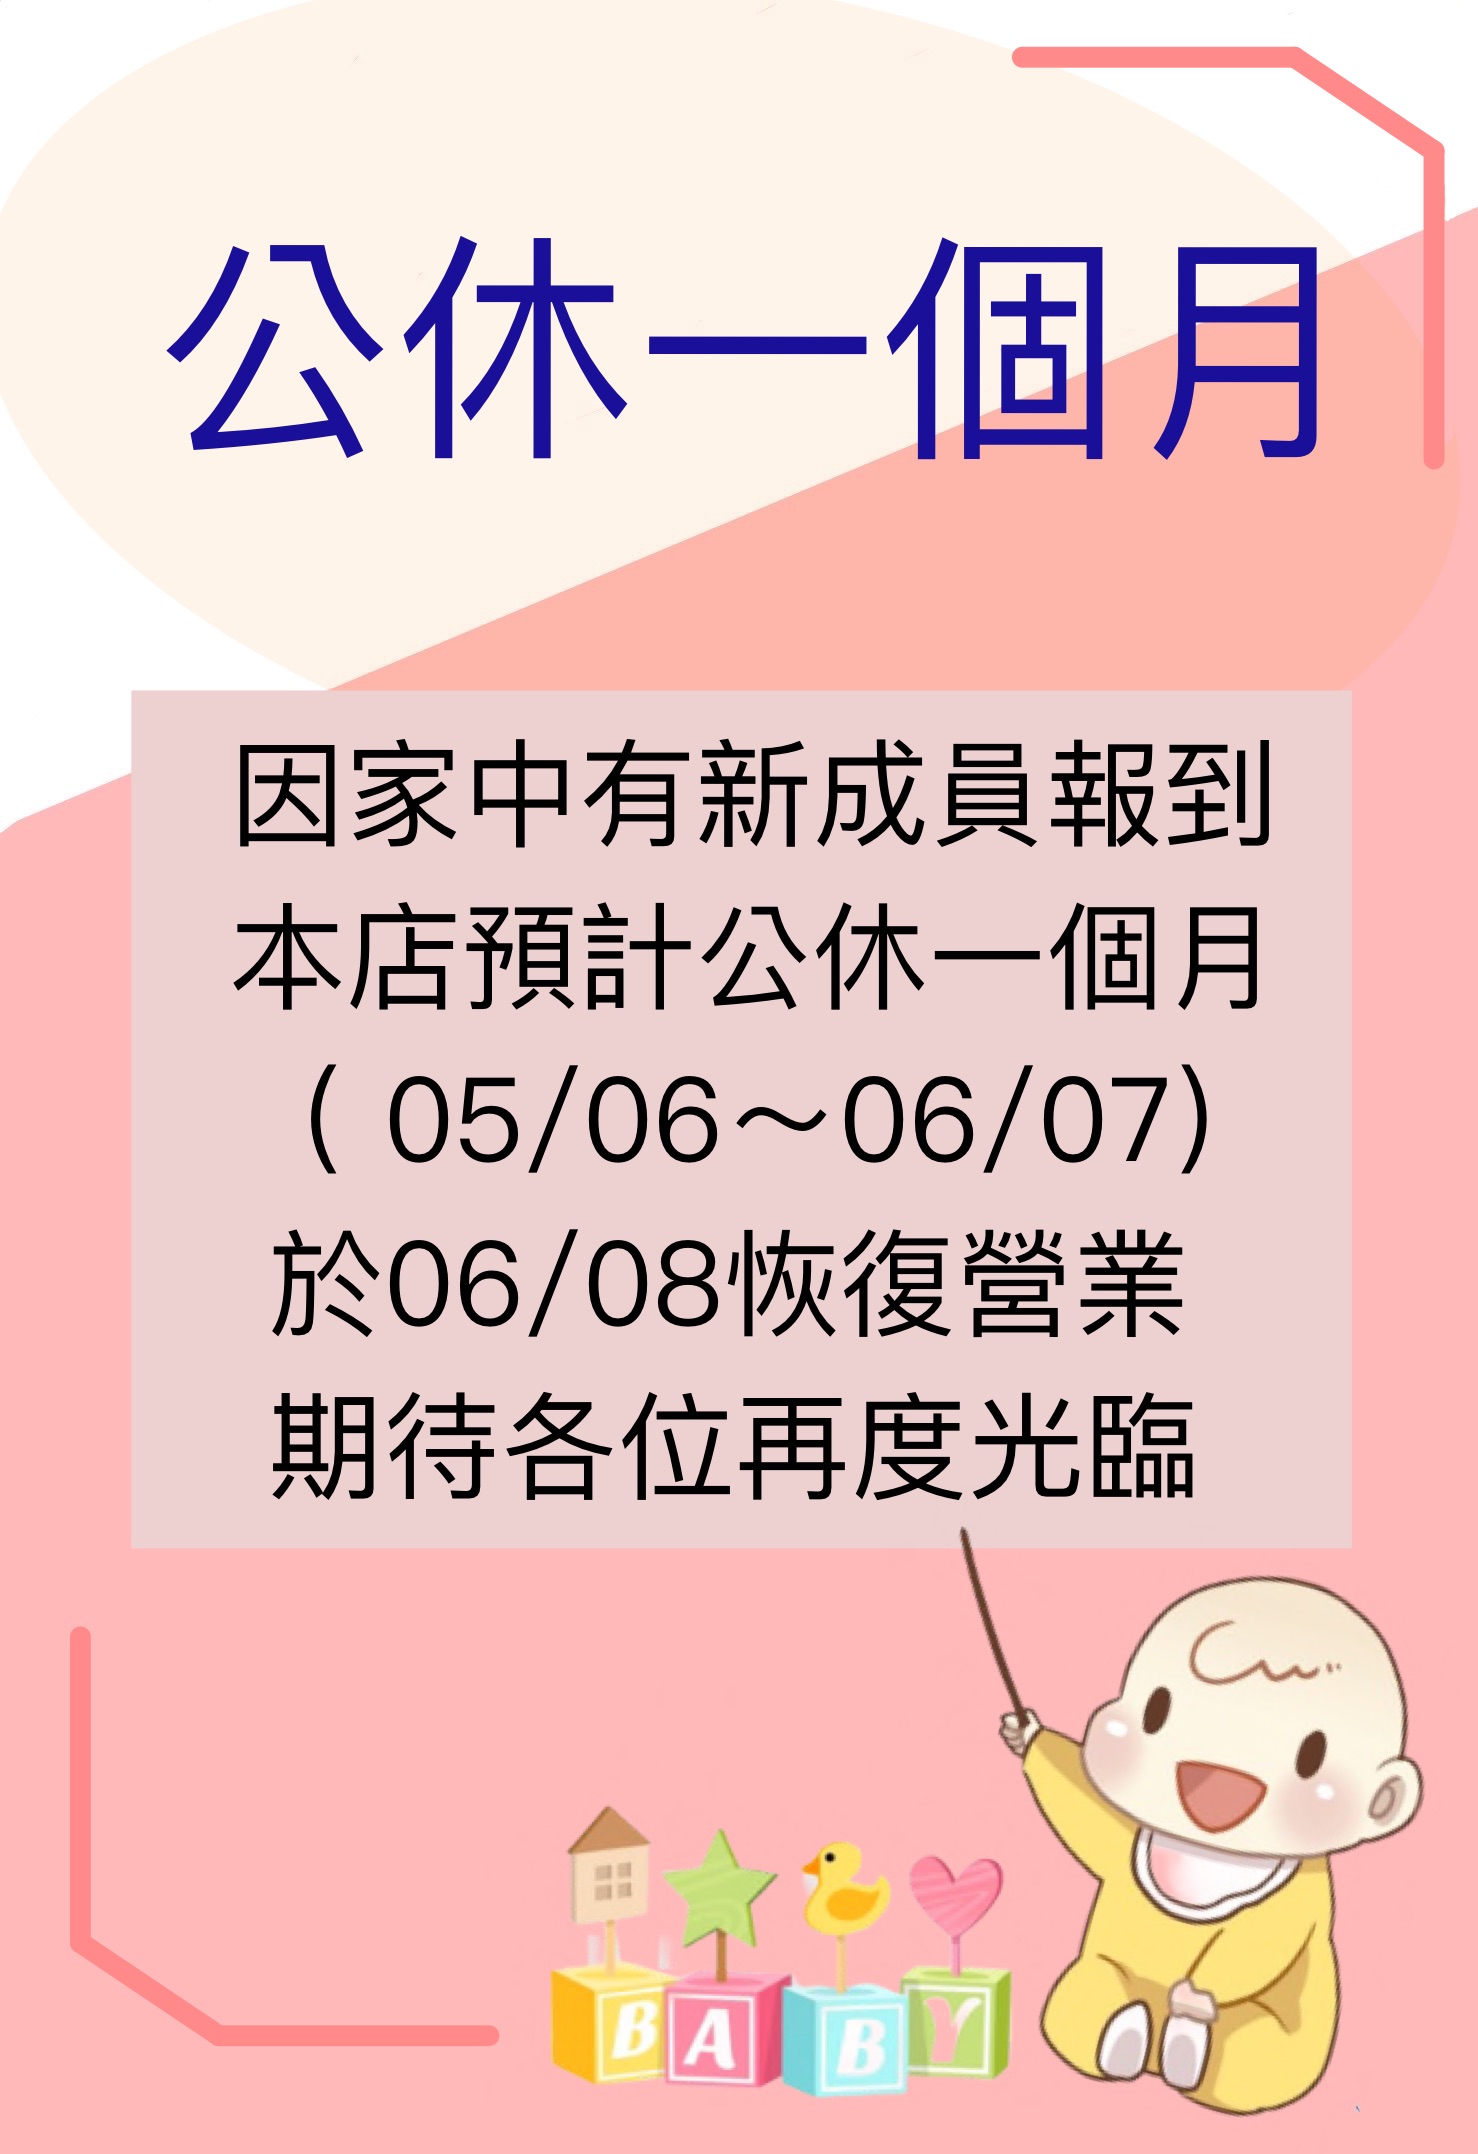 公休一個月
因家中有新成員報到
本店預計公休一個月
( 05/06～06/07)
於06/08恢復營業
期待各位再度光臨
BABY